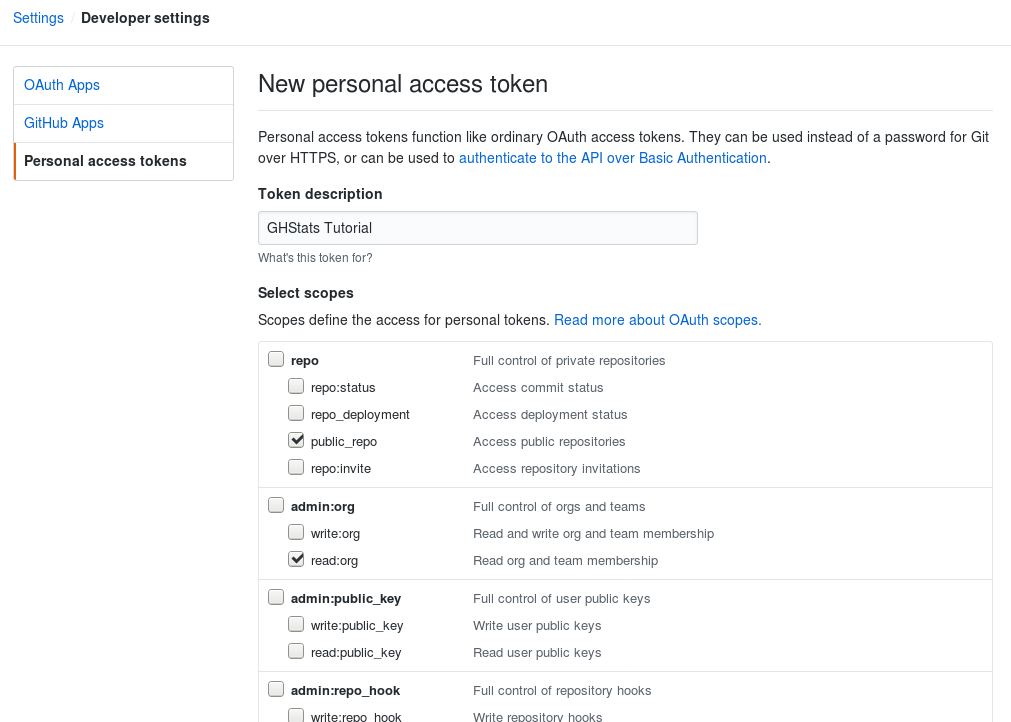 Settings / Developer settings
OAuth Apps
GitHub Apps
Personal access tokens
New personal access token
Personal access tokens function like ordinary OAuth access tokens. They can be used instead of a password for Git
over HTTPS, or can be used to authenticate to the API over Basic Authentication.
Token description
GHStats Tutorial
What's this token for?
Select scopes
Scopes define the access for personal tokens. Read more about OAuth scopes.
repo Full control of private repositories
repo:status Access commit status
repo_deployment Access deployment status
public_repo Access public repositories
repo:invite Access repository invitations
admin:org Full control of orgs and teams
write:org Read and write org and team membership
read:org Read org and team membership
admin:public_key Full control of user public keys
write:public_key Write user public keys
read:public_key Read user public keys
admin:repo_hook Full control of repository hooks
write:repo_hook Write repository hooks